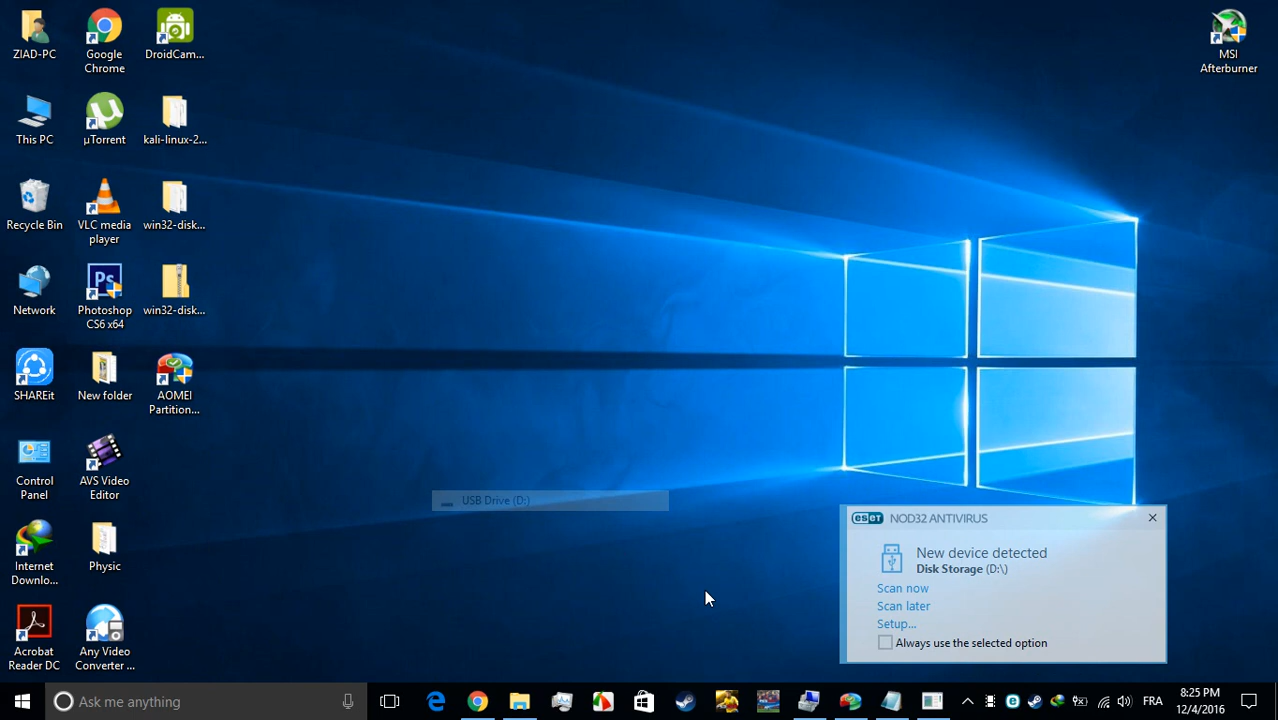 ZIAD-PC
Google
Chrome
DroidCam...
MSI
Afterburner
This PC
µTorrent
kali-linux-2...
Recycle Bin
VLC media
player
win32-disk...
Network
Ps
Photoshop
CS6 x64
win32-disk...
SHAREit
New folder
AOMEI
Partition...
Control
Panel
AVS Video
Editor
USB Drive (D:)
eset NOD32 ANTIVIRUS
New device detected
Disk Storage (D:\)
Scan now
Scan later
Setup...
Always use the selected option
Internet
Downlo...
Physic
Acrobat
Reader DC
Any Video
Converter ...
Ask me anything
FRA
8:25 PM
12/4/2016